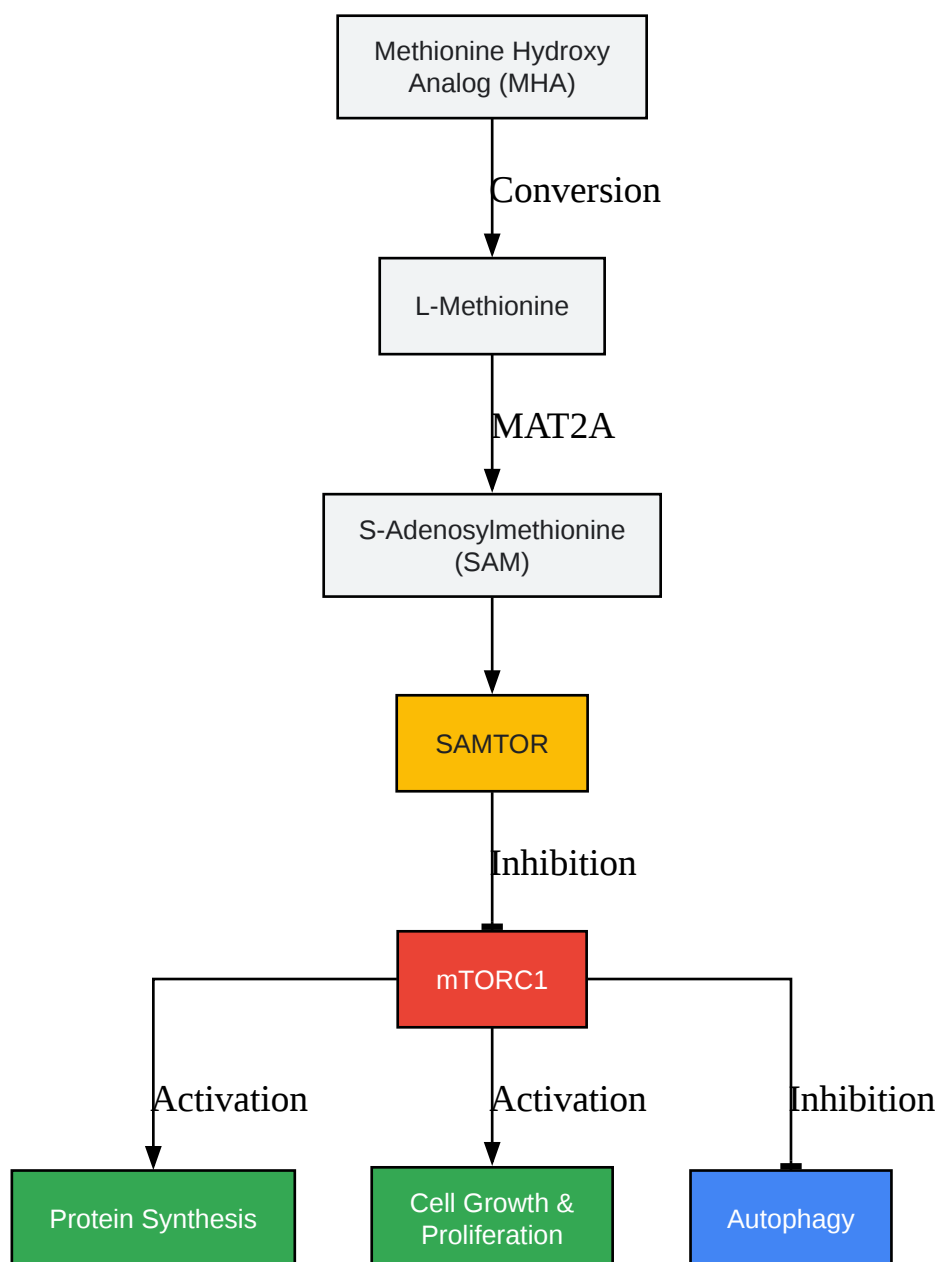 Methionine Hydroxy
Analog (MHA)
Conversion
L-Methionine
MAT2A
S-Adenosylmethionine
(SAM)
SAMTOR
Inhibition
mTORC1
Activation
Activation
Inhibition
Protein Synthesis
Cell Growth &
Proliferation
Autophagy